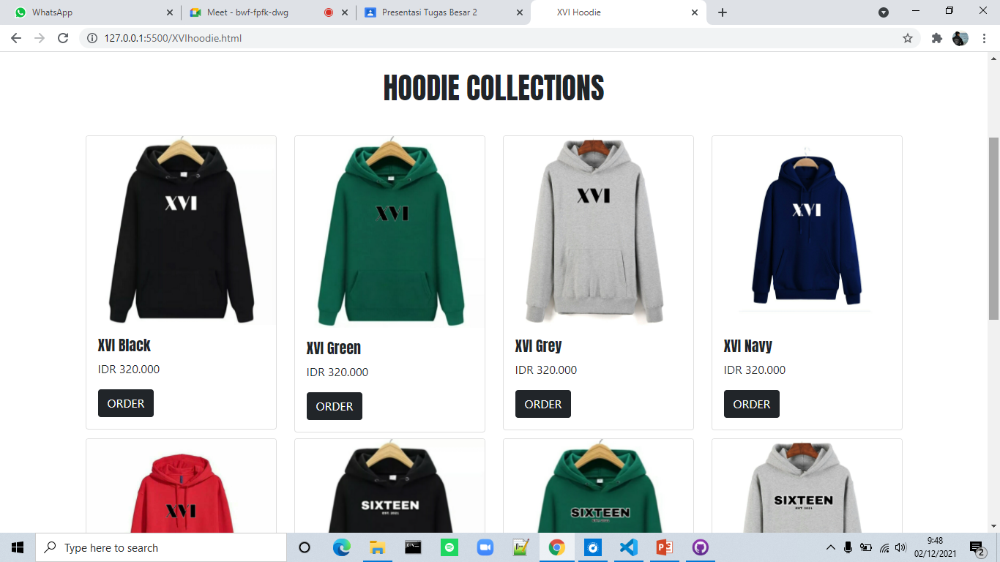 WhatsApp
Meet - bwf-fpfk-dwg
Presentasi Tugas Besar 2
XVI Hoodie
127.0.0.1:5500/XVIhoodie.html
HOODIE COLLECTIONS
XVI
XVI
XVI
XVI
XVI Black
XVI Green
XVI Grey
XVI Navy
IDR 320.000
IDR 320.000
IDR 320.000
IDR 320.000
ORDER
ORDER
ORDER
ORDER
XVI
SIXTEEN
EST. 2021
SIXTEEN
EST. 2021
SIXTEEN
EST. 2021
Type here to search
9:48
02/12/2021
2